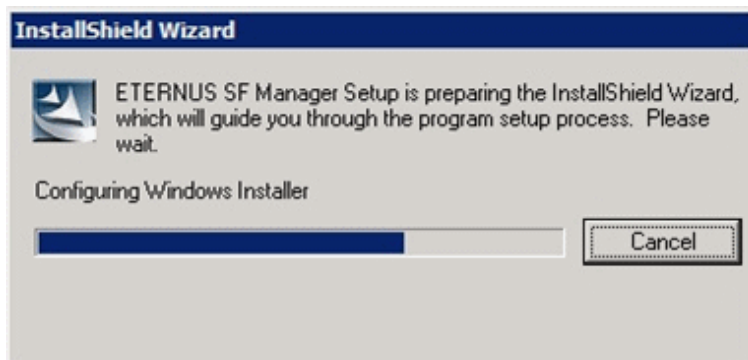 InstallShield Wizard
ETERNUS SF Manager Setup is preparing the InstallShield Wizard,
which will guide you through the program setup process. Please
wait.
Configuring Windows Installer
Cancel